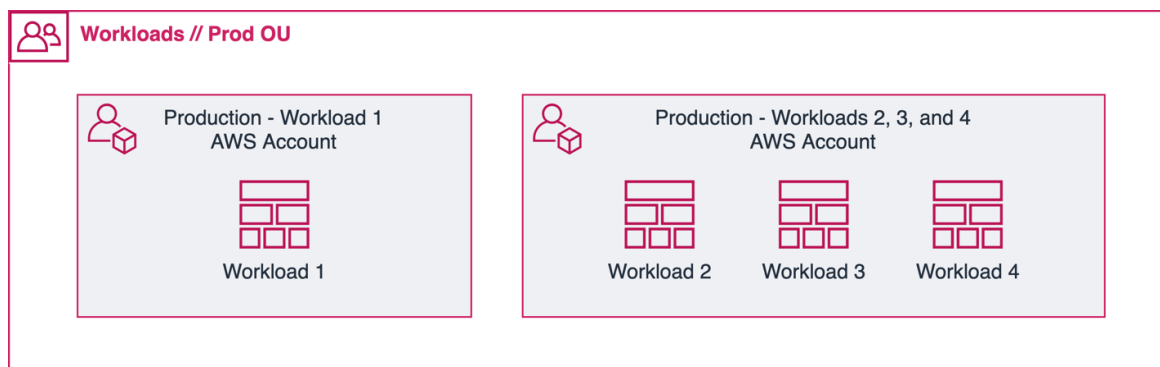 Workloads // Prod OU
Production - Workload 1
AWS Account
Workload 1
Production - Workloads 2, 3, and 4
AWS Account
Workload 2
Workload 3
Workload 4